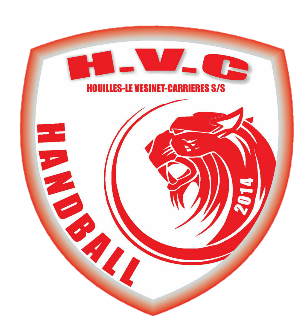 H.V.C
HOUILLES-LE VESINET-CARRIERES S/S
HANDBALL
2014